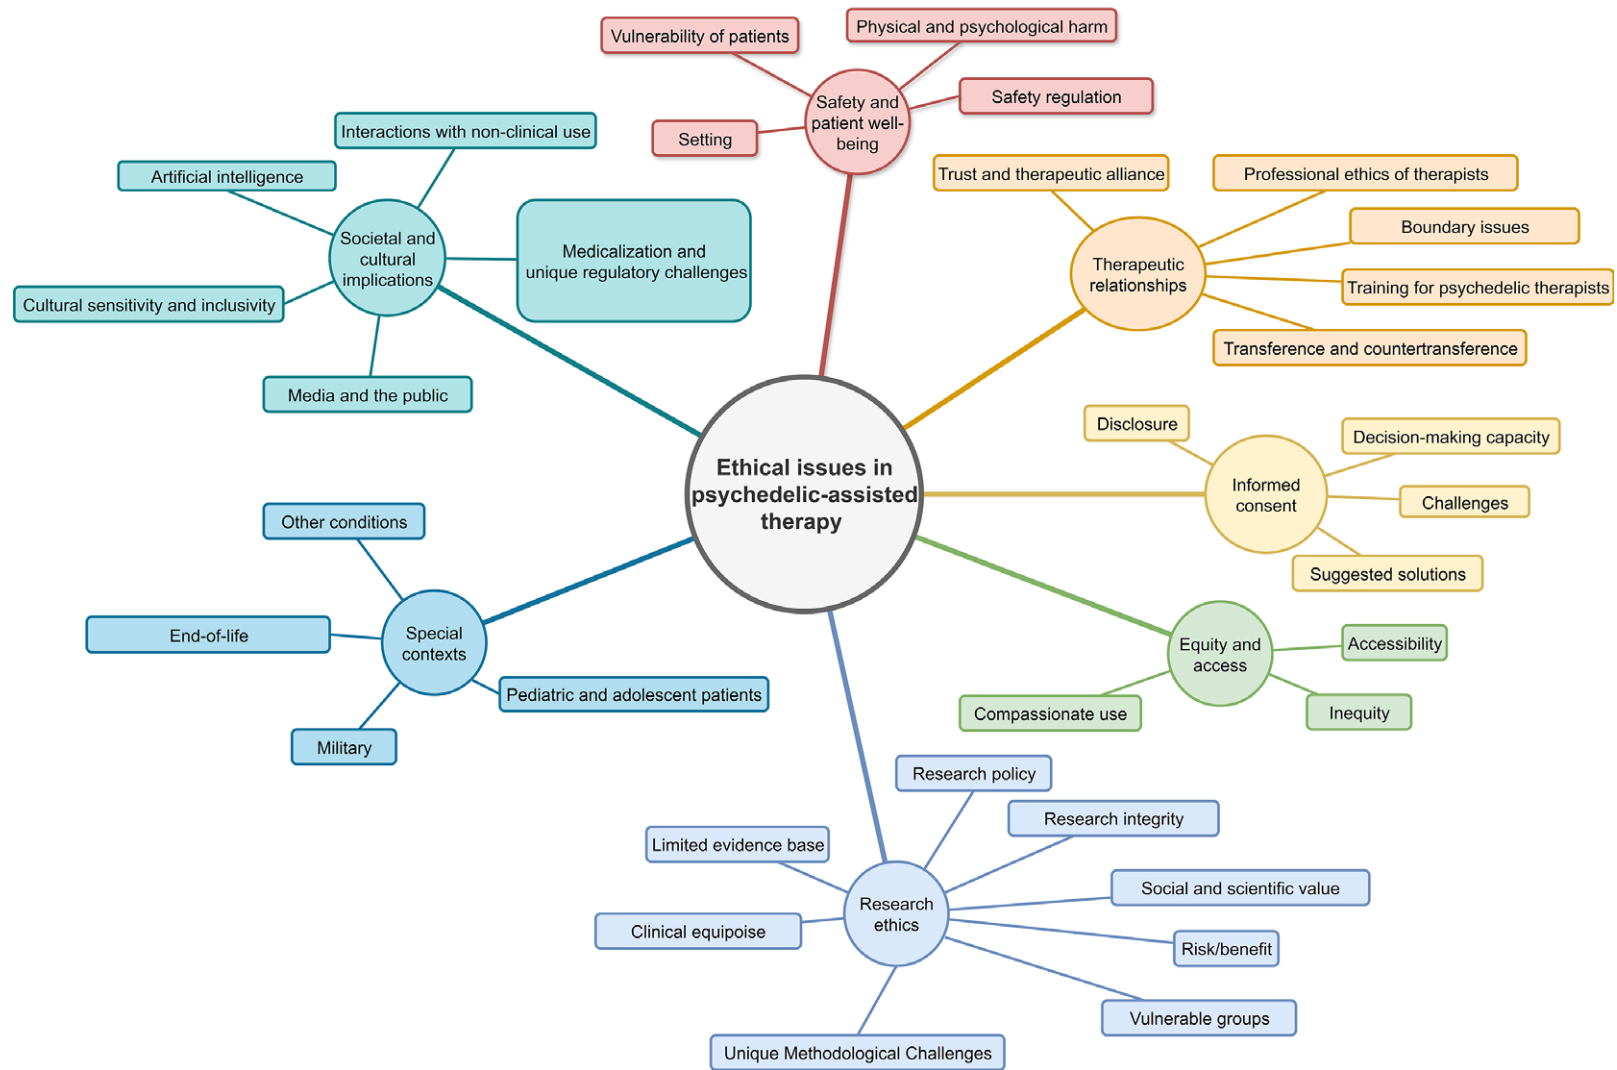 Vulnerability of patients
Physical and psychological harm
Safety and
patient well-
being
Safety regulation
Setting
Interactions with non-clinical use
Artificial intelligence
Societal and
cultural
implications
Medicalization and
unique regulatory challenges
Cultural sensitivity and inclusivity
Media and the public
Trust and therapeutic alliance
Professional ethics of therapists
Boundary issues
Therapeutic
relationships
Training for psychedelic therapists
Transference and countertransference
Ethical issues in
psychedelic-assisted
therapy
Disclosure
Decision-making capacity
Informed
consent
Challenges
Suggested solutions
Other conditions
End-of-life
Special
contexts
Pediatric and adolescent patients
Military
Equity and
access
Accessibility
Compassionate use
Inequity
Research policy
Research integrity
Limited evidence base
Social and scientific value
Research
ethics
Clinical equipoise
Risk/benefit
Vulnerable groups
Unique Methodological Challenges